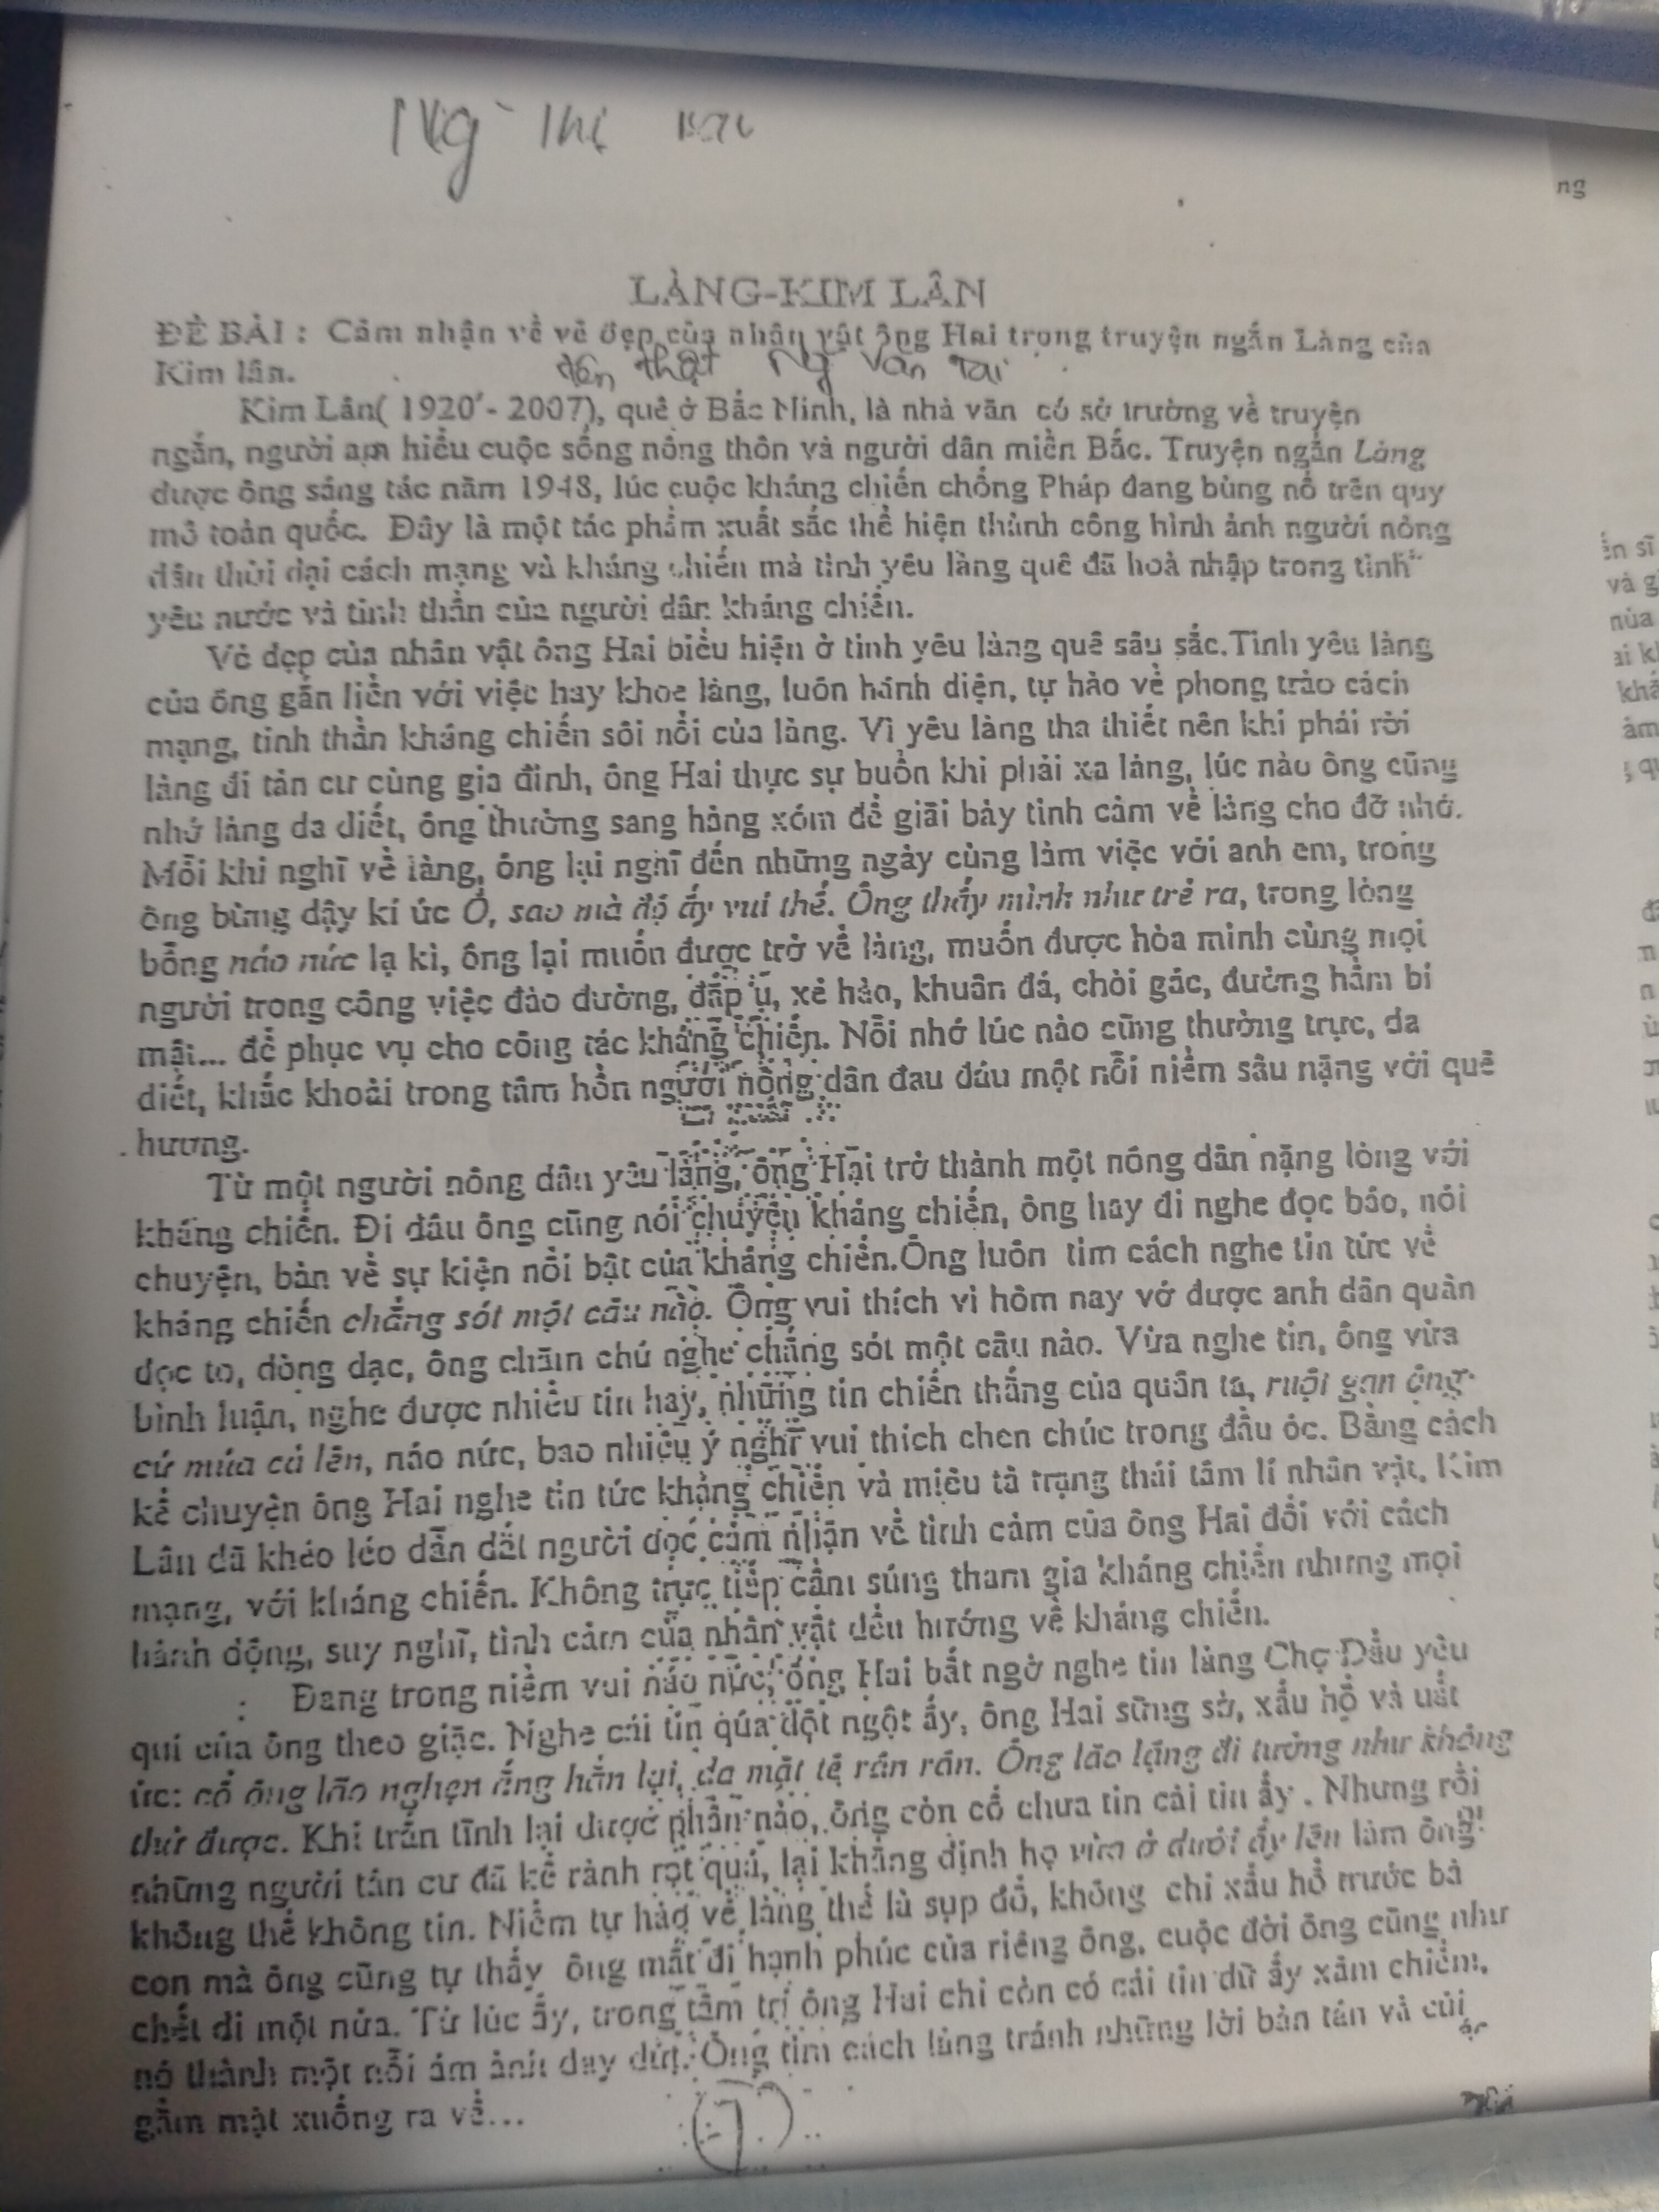 Ng Thị
ng
LÀNG-KIM LÂN
ĐỀ BÀI : Cảm nhận về vẻ đẹp của nhân vật ông Hai trong truyện ngắn Làng của
Kim lân.
tên thật Ng Văn Tài
Kim Lân( 1920 - 2007), quê ở Bắc Ninh, là nhà văn có sở trường về truyện
ngắn, người am hiểu cuộc sống nông thôn và người dân miền Bắc. Truyện ngắn Làng
được ông sáng tác năm 1948, lúc cuộc kháng chiến chống Pháp đang bùng nổ trên quy
mô toàn quốc. Đây là một tác phẩm xuất sắc thể hiện thành công hình ảnh người nông
dân thời đại cách mạng và kháng chiến mà tình yêu làng quê đã hoà nhập trong tình
yêu nước và tinh thần của người dân kháng chiến.
Vẻ đẹp của nhân vật ông Hai biểu hiện ở tình yêu làng quê sâu sắc.Tình yêu làng
của ông gắn liền với việc hay khoe làng, luôn hánh diện, tự hào về phong trào cách
mạng, tinh thần kháng chiến sôi nổi của làng. Vì yêu làng tha thiết nên khi phải rời
làng đi tản cư cùng gia đình, ông Hai thực sự buồn khi phải xa làng, lúc nào ông cũng
nhớ làng da diết, ông thường sang hàng xóm để giãi bày tình cảm về làng cho đỡ nhớ.
Mỗi khi nghĩ về làng, ông lại nghĩ đến những ngày cùng làm việc với anh em, trong
ông bừng dậy kí ức Ồ, sao mà độ ấy vui thế. Ông thấy mình như trẻ ra, trong lòng
bỗng náo nức lạ kì, ông lại muốn được trở về làng, muốn được hòa mình cùng mọi
người trong công việc đào đường, đắp ụ, xẻ hào, khuân đá, chòi gác, đường hầm bí
mật... để phục vụ cho công tác kháng chiến. Nỗi nhớ lúc nào cũng thường trực, da
diết, khắc khoải trong tâm hồn người nông dân đau đáu một nỗi niềm sâu nặng với quê
hương.
Từ một người nông dân yêu làng, ông Hai trở thành một nông dân nặng lòng với
kháng chiến. Đi đâu ông cũng nói chuyện kháng chiến, ông hay đi nghe đọc báo, nói
chuyện, bàn về sự kiện nổi bật của kháng chiến.Ông luôn tìm cách nghe tin tức về
kháng chiến chẳng sót một câu nào. Ông vui thích vì hôm nay vớ được anh dân quân
đọc to, dòng dạc, ông chăm chú nghe chẳng sót một câu nào. Vừa nghe tin, ông vừa
bình luận, nghe được nhiều tin hay, những tin chiến thắng của quân ta, ruột gan ông
cứ múa cả lên, náo nức, bao nhiêu ý nghĩ vui thích chen chúc trong đầu óc. Bằng cách
kể chuyện ông Hai nghe tin tức kháng chiến và miêu tả trạng thái tâm lí nhân vật, Kim
Lân đã khéo léo dẫn dắt người đọc cảm nhận về tình cảm của ông Hai đối với cách
mạng, với kháng chiến. Không trực tiếp cầm súng tham gia kháng chiến nhưng mọi
hành động, suy nghĩ, tình cảm của nhân vật đều hướng về kháng chiến.
Đang trong niềm vui náo nức, ông Hai bất ngờ nghe tin làng Chợ Dầu yêu
quí của ông theo giặc. Nghe cái tin qúa đột ngột ấy, ông Hai sững sờ, xấu hổ và uất
ức: cổ ông lão nghẹn ắng hẳn lại, da mặt tê rân rân. Ông lão lặng đi tưởng như không
thở được. Khi trấn tĩnh lại được phần nào, ông còn cố chưa tin cái tin ấy . Nhưng rồi
những người tản cư đã kể rành rọt quá, lại khẳng định họ vừa ở dưới ấy lên làm ông
không thể không tin. Niềm tự hào về làng thế là sụp đổ, không chỉ xấu hổ trước bà
con mà ông cũng tự thấy ông mất đi hạnh phúc của riêng ông, cuộc đời ông cũng như
chết đi một nửa. Từ lúc ấy, trong tâm trí ông Hai chỉ còn có cái tin dữ ấy xâm chiếm,
nó thành một nỗi ám ảnh day dứt. Ông tìm cách lảng tránh những lời bàn tán và cúi
gằm mặt xuống ra về...